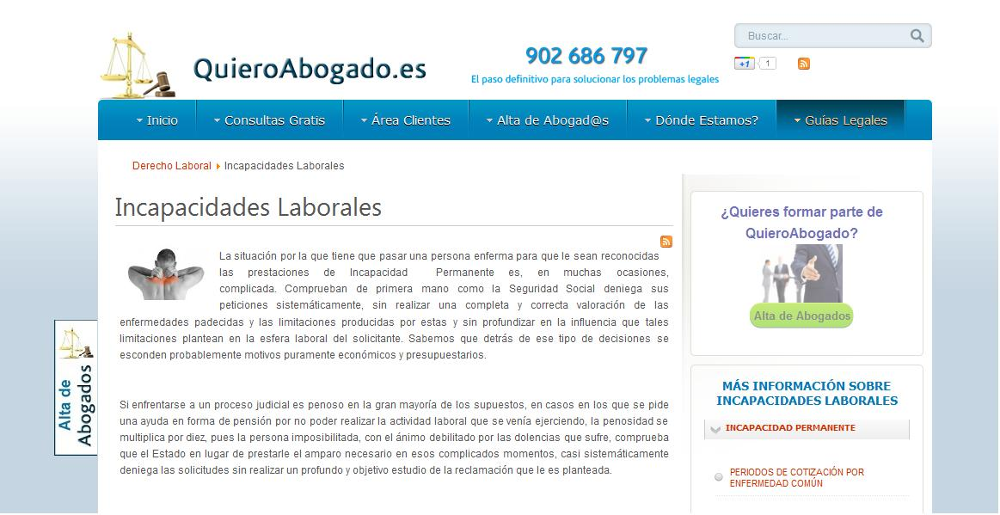 QuieroAbogado.es
902 686 797
El paso definitivo para solucionar los problemas legales
Buscar...
+1
1
Inicio
Consultas Gratis
Área Clientes
Alta de Abogad@s
Dónde Estamos?
Guías Legales
Derecho Laboral Incapacidades Laborales
Incapacidades Laborales
La situación por la que tiene que pasar una persona enferma para que le sean reconocidas
las prestaciones de Incapacidad Permanente es, en muchas ocasiones,
complicada. Comprueban de primera mano como la Seguridad Social deniega sus
peticiones sistemáticamente, sin realizar una completa y correcta valoración de las
enfermedades padecidas y las limitaciones producidas por estas y sin profundizar en la influencia que tales
limitaciones plantean en la esfera laboral del solicitante. Sabemos que detrás de ese tipo de decisiones se
esconden probablemente motivos puramente económicos y presupuestarios.
Si enfrentarse a un proceso judicial es penoso en la gran mayoría de los supuestos, en casos en los que se pide
una ayuda en forma de pensión por no poder realizar la actividad laboral que se venía ejerciendo, la penosidad se
multiplica por diez, pues la persona imposibilitada, con el ánimo debilitado por las dolencias que sufre, comprueba
que el Estado en lugar de prestarle el amparo necesario en esos complicados momentos, casi sistemáticamente
deniega las solicitudes sin realizar un profundo y objetivo estudio de la reclamación que le es planteada.
¿Quieres formar parte de
QuieroAbogado?
Alta de Abogados
MÁS INFORMACIÓN SOBRE
INCAPACIDADES LABORALES
INCAPACIDAD PERMANENTE
PERIODOS DE COTIZACIÓN POR
ENFERMEDAD COMÚN
Alta de
Abogados